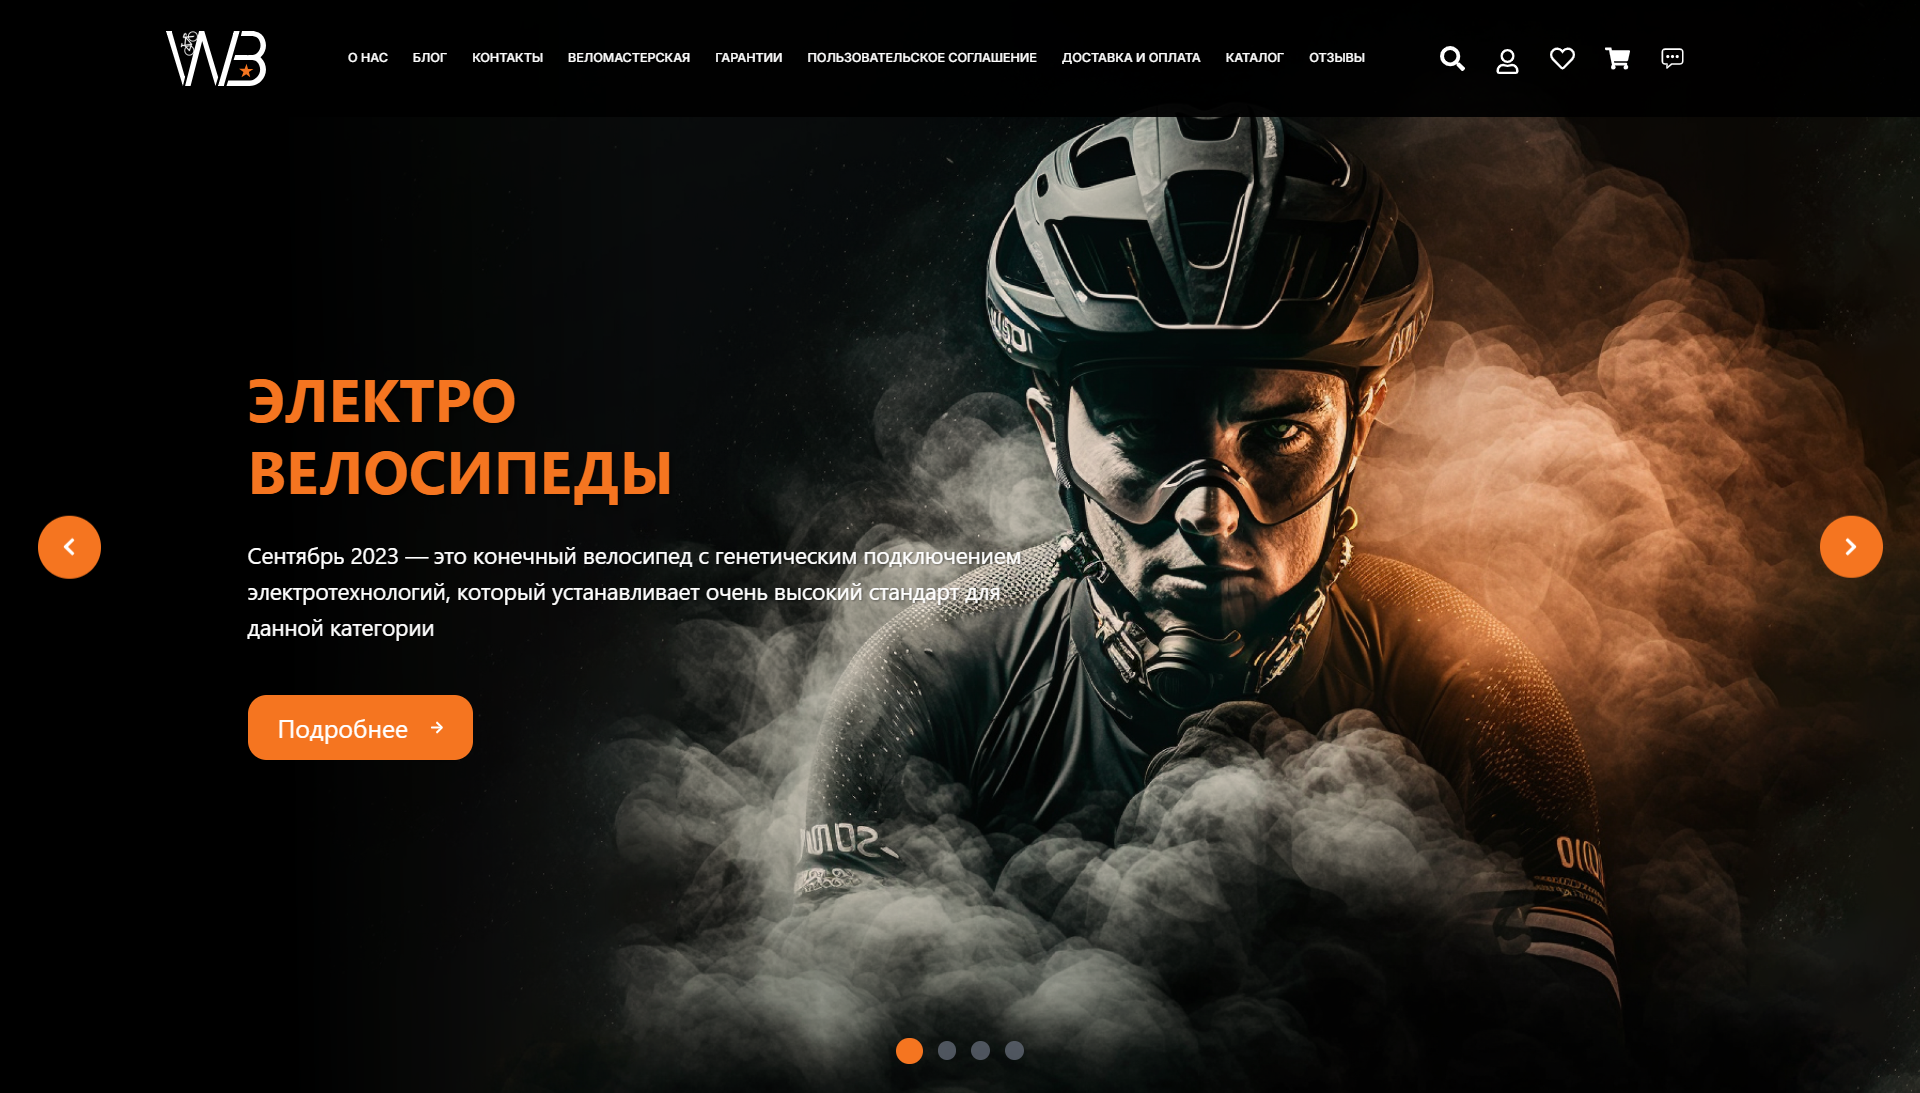 WB
О НАС БЛОГ КОНТАКТЫ ВЕЛОМАСТЕРСКАЯ ГАРАНТИИ ПОЛЬЗОВАТЕЛЬСКОЕ СОГЛАШЕНИЕ ДОСТАВКА И ОПЛАТА КАТАЛОГ ОТЗЫВЫ
ЭЛЕКТРО
ВЕЛОСИПЕДЫ
Сентябрь 2023 — это конечный велосипед с генетическим подключением
электротехнологий, который устанавливает очень высокий стандарт для
данной категории
Подробнее